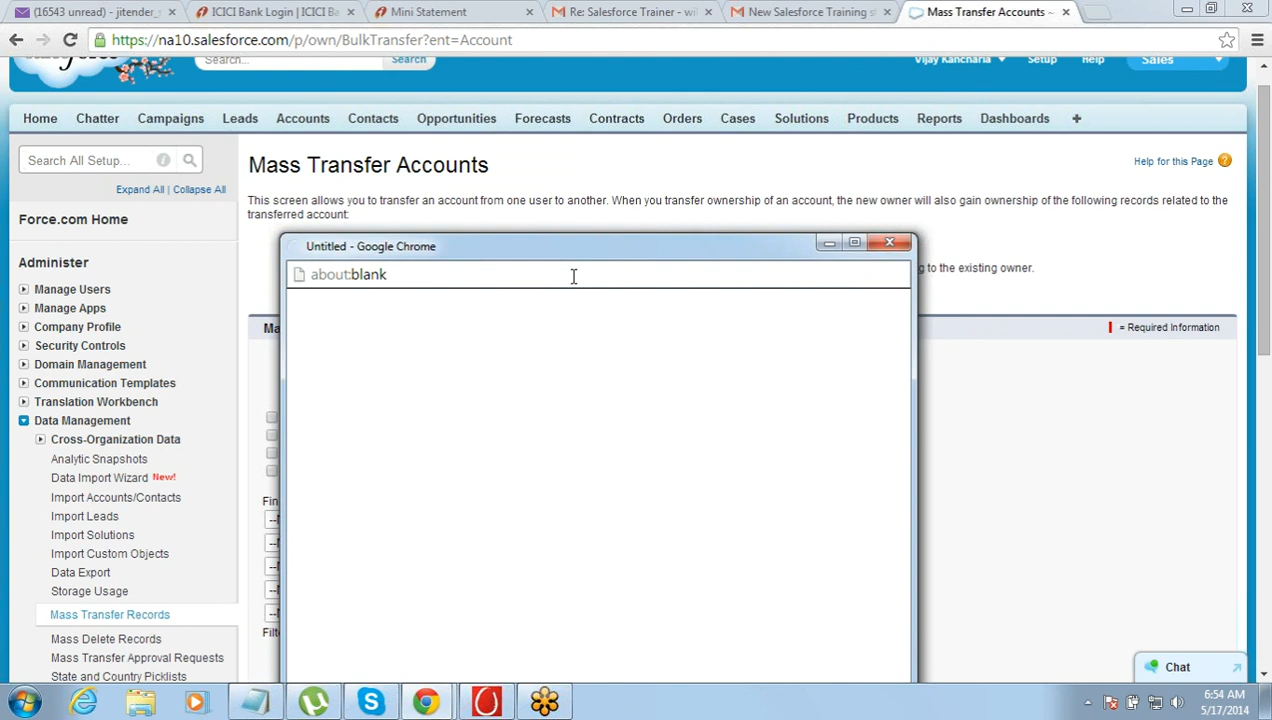 (16543 unread) - jitender_
ICICI Bank Login | ICICI Ba
Mini Statement
Re: Salesforce Trainer - wi
New Salesforce Training s
Mass Transfer Accounts ~
https://na10.salesforce.com/p/own/BulkTransfer?ent=Account
Search...
Search
Vijay Kancharla
Setup
Help
Sales
Home
Chatter
Campaigns
Leads
Accounts
Contacts
Opportunities
Forecasts
Contracts
Orders
Cases
Solutions
Products
Reports
Dashboards
+
Search All Setup...
Expand All | Collapse All
Force.com Home
Administer
Manage Users
Manage Apps
Company Profile
Security Controls
Domain Management
Communication Templates
Translation Workbench
Data Management
Cross-Organization Data
Analytic Snapshots
Data Import Wizard New!
Import Accounts/Contacts
Import Leads
Import Solutions
Import Custom Objects
Data Export
Storage Usage
Mass Transfer Records
Mass Delete Records
Mass Transfer Approval Requests
State and Country Picklists
Mass Transfer Accounts
Help for this Page
This screen allows you to transfer an account from one user to another. When you transfer ownership of an account, the new owner will also gain ownership of the following records related to the
transferred account:
g to the existing owner.
Ma
= Required Information
Fin
Filt
Untitled - Google Chrome
about:blank
Chat
6:54 AM
5/17/2014